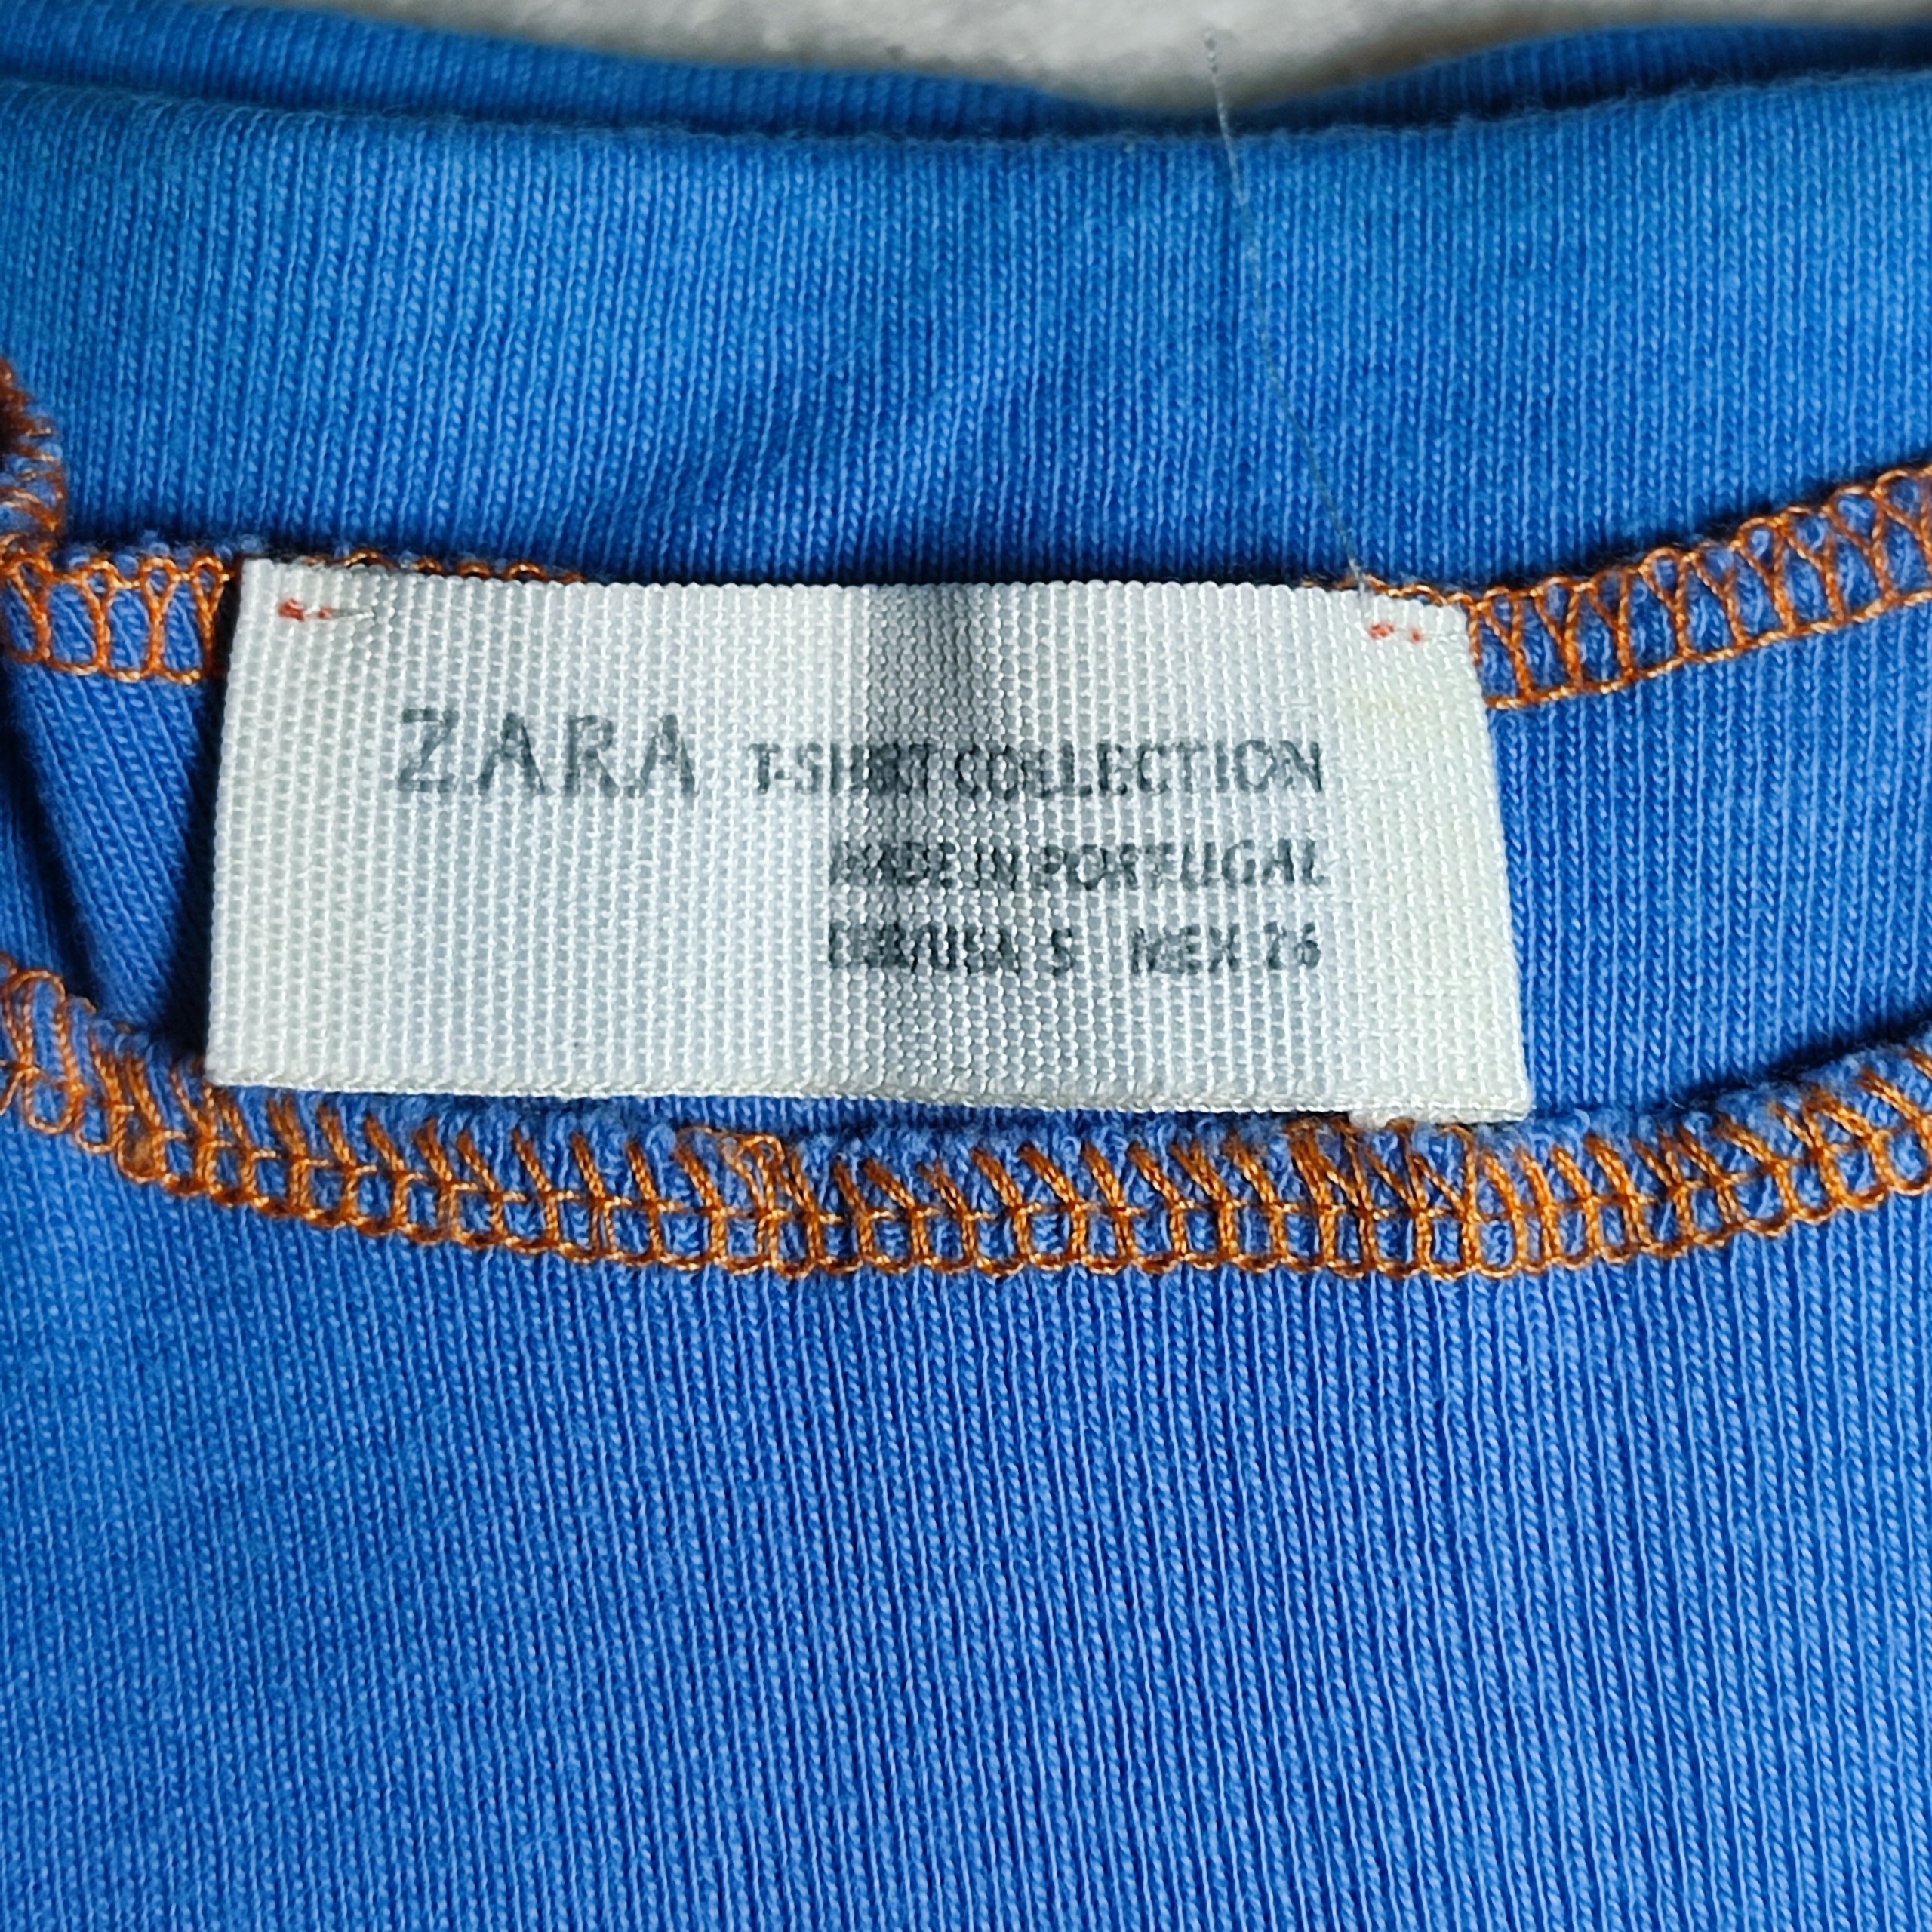 ZARA T-SHIRT COLLECTION
MADE IN PORTUGAL
EUR/USA S MEX 26